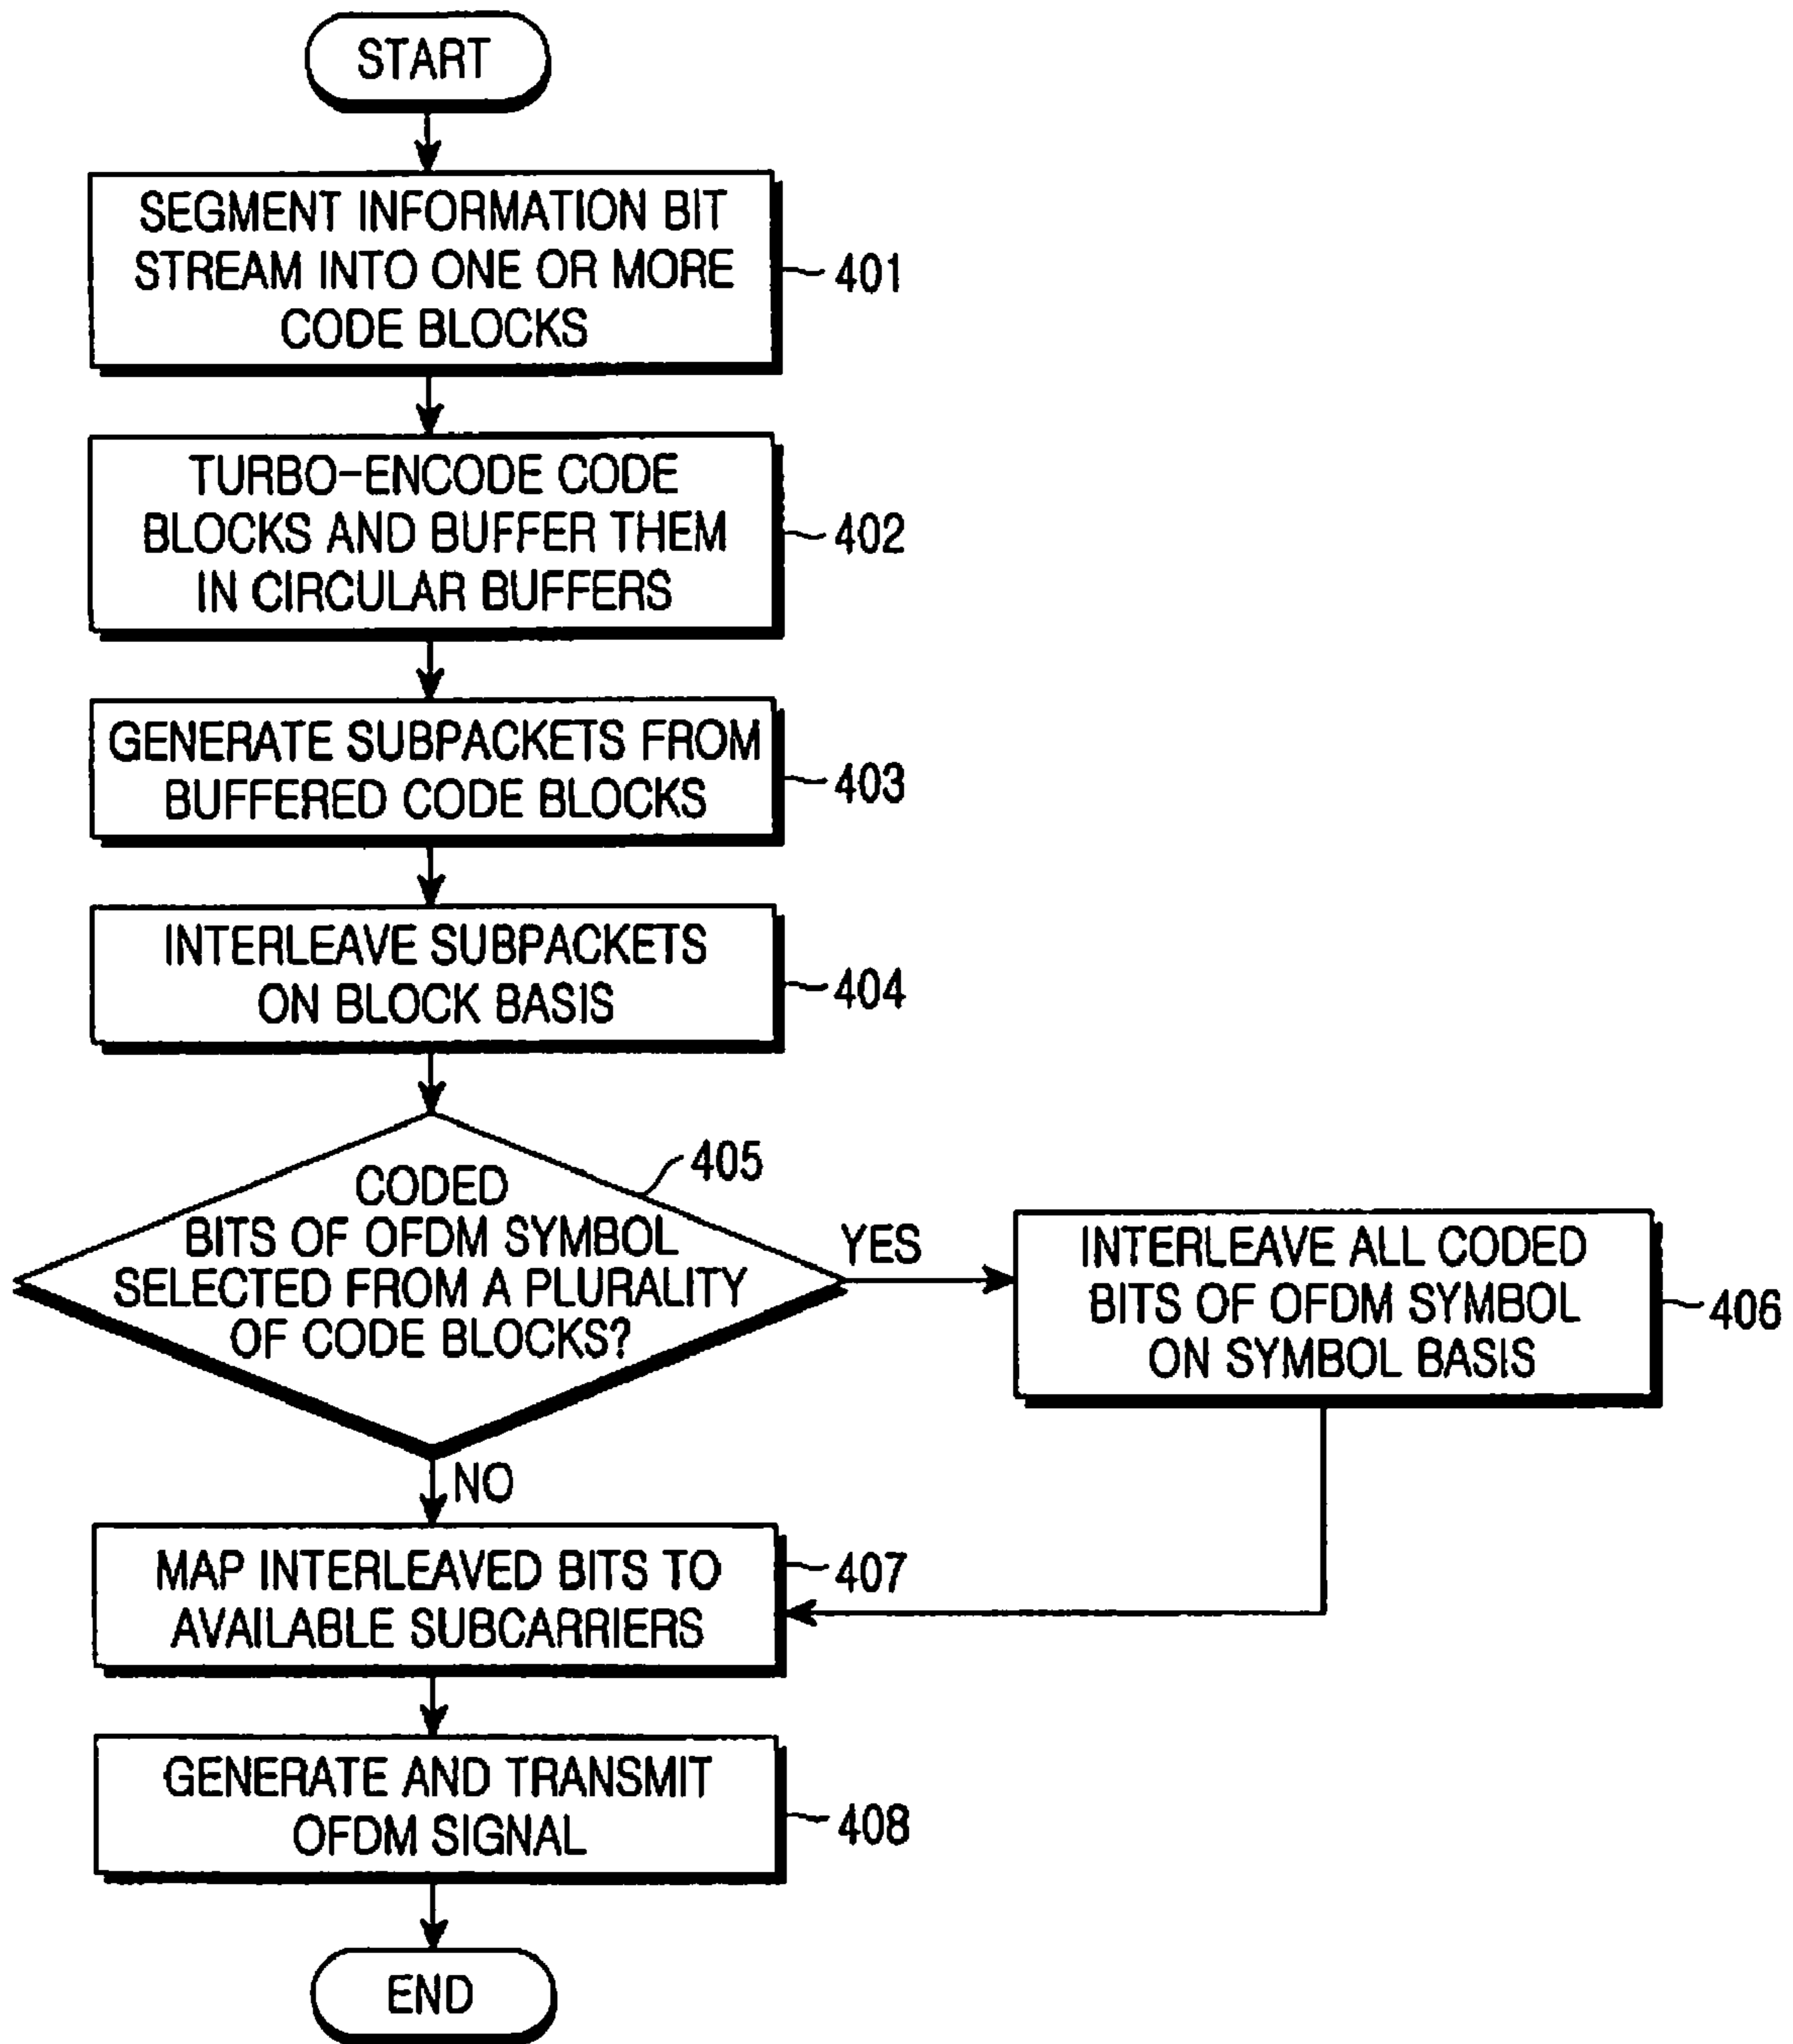 START
SEGMENT INFORMATION BIT
STREAM INTO ONE OR MORE
CODE BLOCKS
401
TURBO-ENCODE CODE
BLOCKS AND BUFFER THEM
IN CIRCULAR BUFFERS
402
GENERATE SUBPACKETS FROM
BUFFERED CODE BLOCKS
403
INTERLEAVE SUBPACKETS
ON BLOCK BASIS
404
405
CODED
BITS OF OFDM SYMBOL
SELECTED FROM A PLURALITY
OF CODE BLOCKS?
YES
INTERLEAVE ALL CODED
BITS OF OFDM SYMBOL
ON SYMBOL BASIS
406
NO
MAP INTERLEAVED BITS TO
AVAILABLE SUBCARRIERS
407
GENERATE AND TRANSMIT
OFDM SIGNAL
408
END